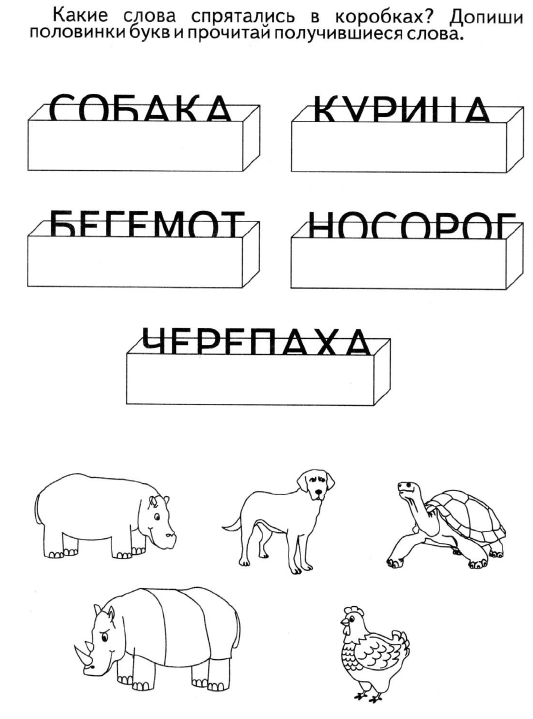 Какие слова спрятались в коробках? Допиши
половинки букв и прочитай получившиеся слова.
СОБАКА
КУРИЦА
БЕГЕМОТ
НОСОРОГ
ЧЕРЕПАХА